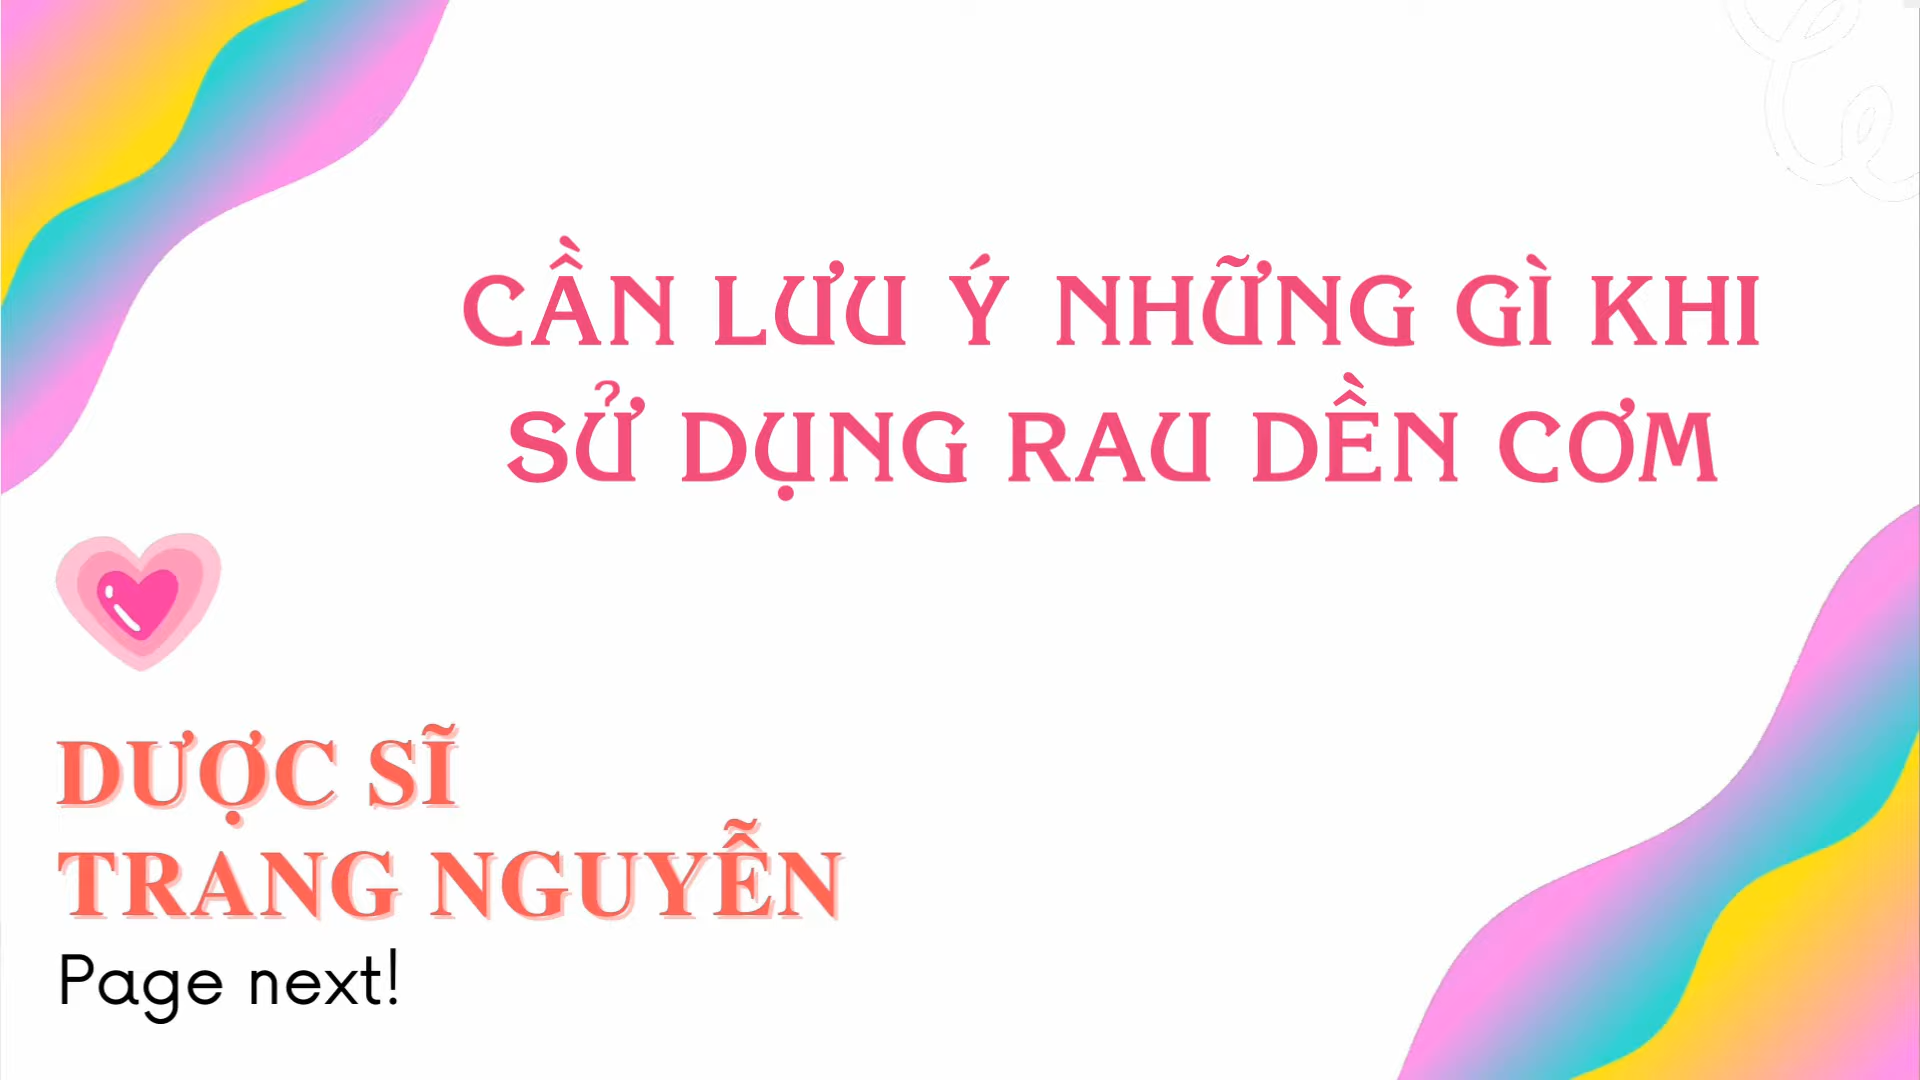 CẦN LƯU Ý NHỮNG GÌ KHI
SỬ DỤNG RAU DỀN CƠM
DƯỢC SĨ
TRANG NGUYỄN
Page next!